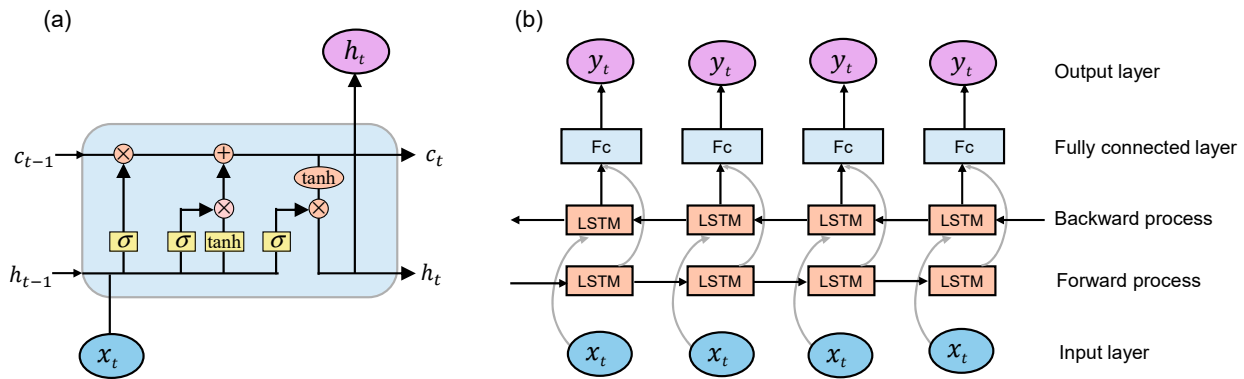 (a)
h_t
c_{t-1} × + c_t
tanh
× ×
σ σ tanh σ
h_{t-1} h_t
x_t
(b)
y_t y_t y_t y_t Output layer
Fc Fc Fc Fc Fully connected layer
LSTM LSTM LSTM LSTM Backward process
LSTM LSTM LSTM LSTM Forward process
x_t x_t x_t x_t Input layer